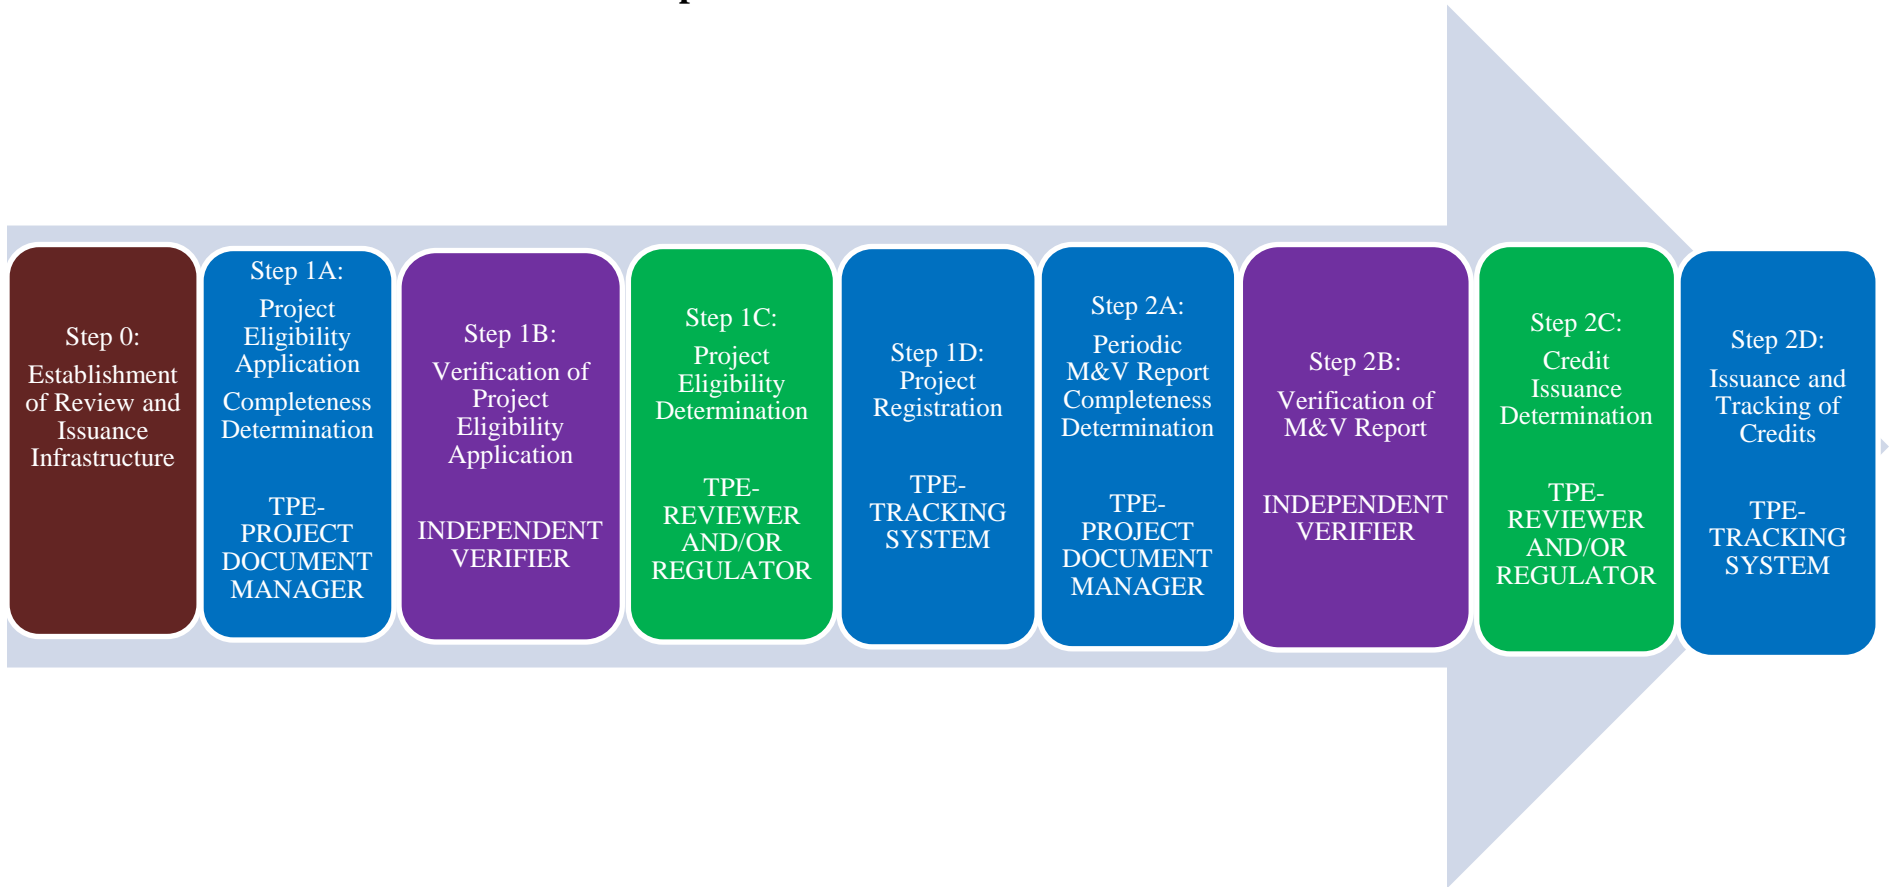 Step 0:
Establishment
of Review and
Issuance
Infrastructure
Step 1A:
Project
Eligibility
Application
Completeness
Determination
TPE-
PROJECT
DOCUMENT
MANAGER
Step 1B:
Verification of
Project
Eligibility
Application
INDEPENDENT
VERIFIER
Step 1C:
Project
Eligibility
Determination
TPE-
REVIEWER
AND/OR
REGULATOR
Step 1D:
Project
Registration
TPE-
TRACKING
SYSTEM
Step 2A:
Periodic
M&V Report
Completeness
Determination
TPE-
PROJECT
DOCUMENT
MANAGER
Step 2B:
Verification of
M&V Report
INDEPENDENT
VERIFIER
Step 2C:
Credit
Issuance
Determination
TPE-
REVIEWER
AND/OR
REGULATOR
Step 2D:
Issuance and
Tracking of
Credits
TPE-
TRACKING
SYSTEM